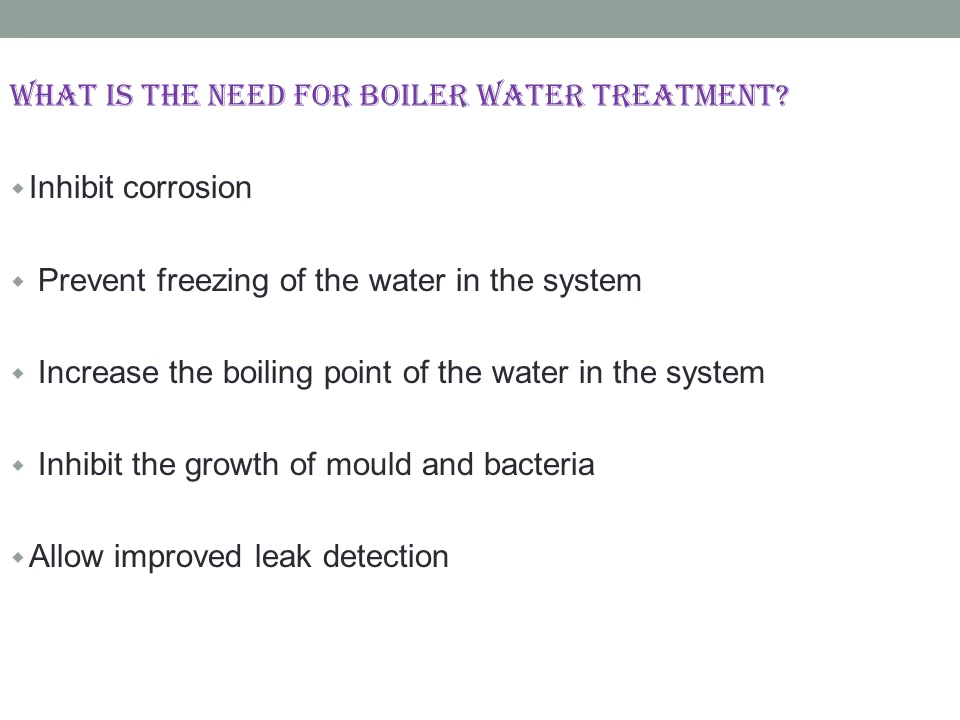 WHAT IS THE NEED FOR BOILER WATER TREATMENT?
Inhibit corrosion
Prevent freezing of the water in the system
Increase the boiling point of the water in the system
Inhibit the growth of mould and bacteria
Allow improved leak detection